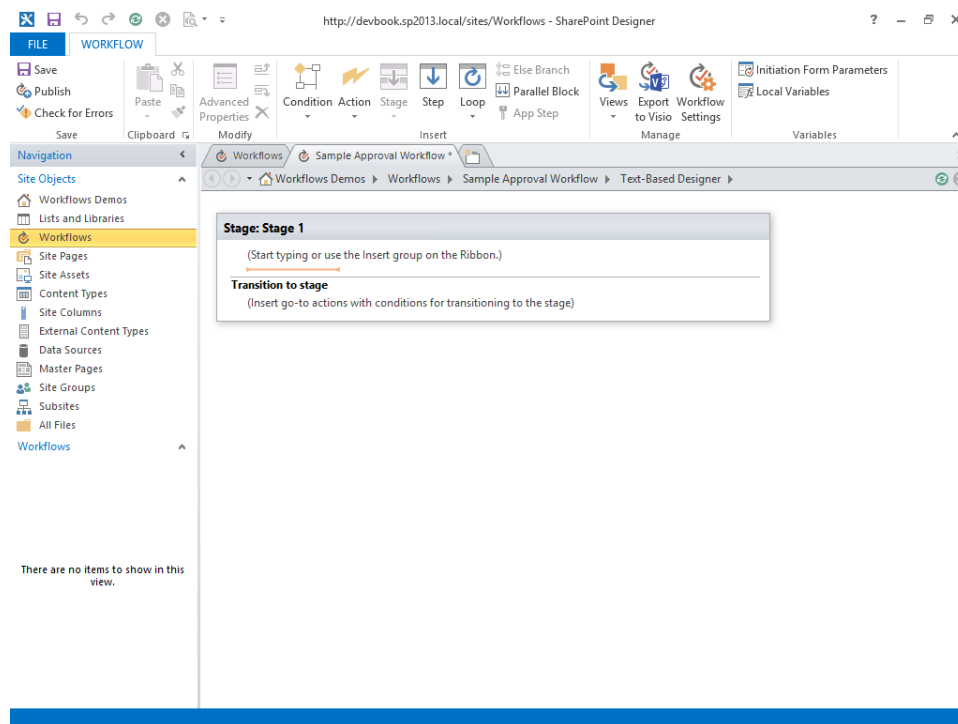 http://devbook.sp2013.local/sites/Workflows - SharePoint Designer
?
FILE
WORKFLOW
Save
Publish
Check for Errors
Save
Paste
Clipboard
Advanced
Properties
Modify
Condition
Action
Stage
Step
Loop
Else Branch
Parallel Block
App Step
Insert
Views
Export
to Visio
Workflow
Settings
Manage
Initiation Form Parameters
Local Variables
Variables
Navigation
Workflows
Sample Approval Workflow *
Site Objects
Workflows Demos
Workflows
Sample Approval Workflow
Text-Based Designer
Workflows Demos
Lists and Libraries
Workflows
Site Pages
Site Assets
Content Types
Site Columns
External Content Types
Data Sources
Master Pages
Site Groups
Subsites
All Files
Workflows
There are no items to show in this
view.
Stage: Stage 1
(Start typing or use the Insert group on the Ribbon.)
Transition to stage
(Insert go-to actions with conditions for transitioning to the stage)